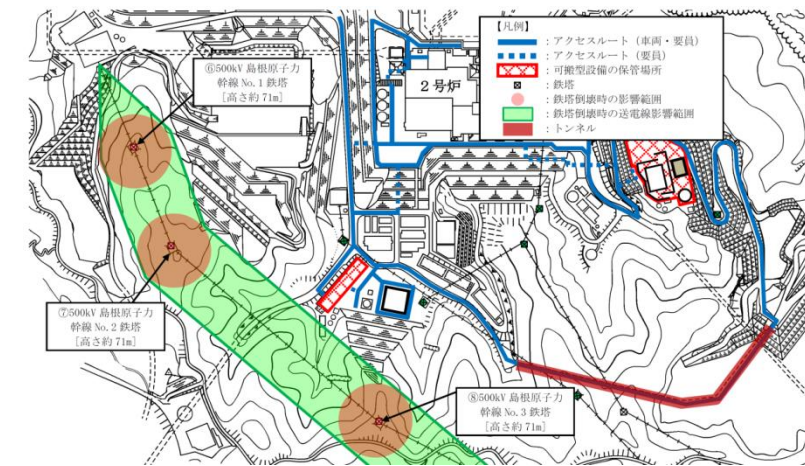 ⑥500kV 島根原子力
幹線 No.1 鉄塔
[高さ約 71m]
2号炉
【凡例】
：アクセスルート（車両・要員）
：アクセスルート（要員）
：可搬型設備の保管場所
：鉄塔
：鉄塔倒壊時の影響範囲
：鉄塔倒壊時の送電線影響範囲
：トンネル
⑦500kV 島根原子力
幹線 No.2 鉄塔
[高さ約 71m]
⑧500kV 島根原子力
幹線 No.3 鉄塔
[高さ約 71m]